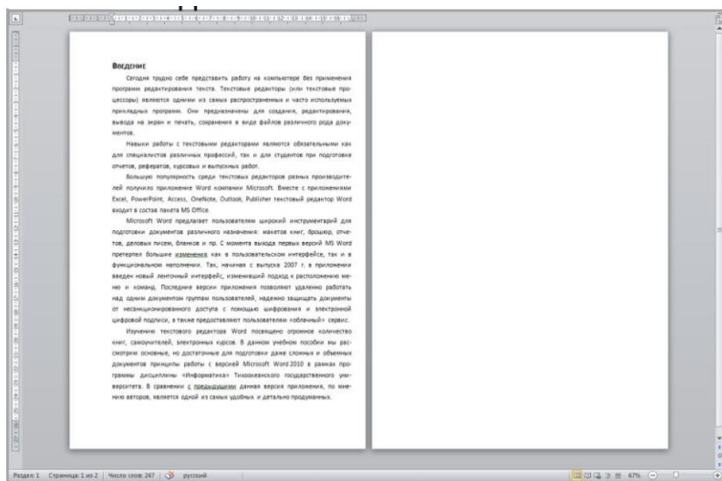 Введение
Сегодня трудно себе представить работу на компьютере без применения
программ редактирования текста. Текстовые редакторы (или текстовые про-
цессоры) являются одними из самых распространенных и часто используемых
прикладных программ. Они предназначены для создания, редактирования,
вывода на экран и печать, сохранения в виде файлов различного рода доку-
ментов.
Навыки работы с текстовыми редакторами являются обязательными как
для специалистов различных профессий, так и для студентов при подготовке
отчетов, рефератов, курсовых и выпускных работ.
Большую популярность среди текстовых редакторов разных производите-
лей получило приложение Word компании Microsoft. Вместе с приложениями
Excel, PowerPoint, Access, OneNote, Outlook, Publisher текстовый редактор Word
входит в состав пакета MS Office.
Microsoft Word предлагает пользователям широкий инструментарий для
подготовки документов различного назначения: макетов книг, брошюр, отче-
тов, деловых писем, бланков и пр. С момента выхода первых версий MS Word
претерпел большие изменения как в пользовательском интерфейсе, так и в
функциональном наполнении. Так, начиная с выпуска 2007 г. в приложении
введен новый ленточный интерфейс, изменивший подход к расположению ме-
ню и команд. Последние версии приложения позволяют удаленно работать
над одним документом группам пользователей, надежно защищать документы
от несанкционированного доступа с помощью шифрования и электронной
цифровой подписи, а также предоставляют пользователям «облачный» сервис.
Изучению текстового редактора Word посвящено огромное количество
книг, самоучителей, электронных курсов. В данном учебном пособии мы рас-
смотрим основные, но достаточные для подготовки даже сложных и объемных
документов принципы работы с версией Microsoft Word 2010 в рамках про-
граммы дисциплины «Информатика» Тихоокеанского государственного уни-
верситета. В сравнении с предыдущими данная версия приложения, по мне-
нию авторов, является одной из самых удобных и детально продуманных.
Раздел: 1 Страница: 1 из 2 Число слов: 247 русский 67%